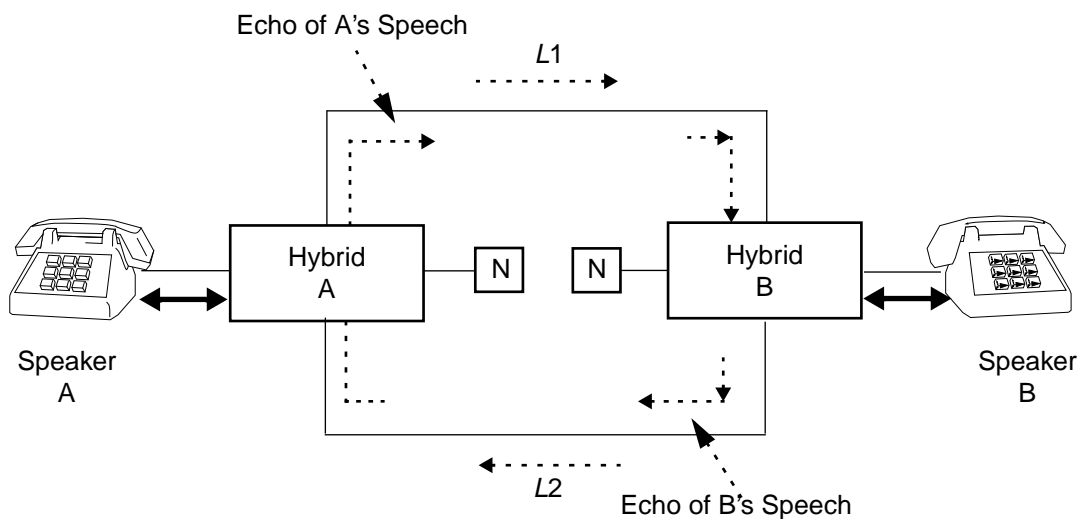 Echo of A's Speech
L1
Hybrid
A
N
N
Hybrid
B
Speaker
A
Speaker
B
L2
Echo of B's Speech